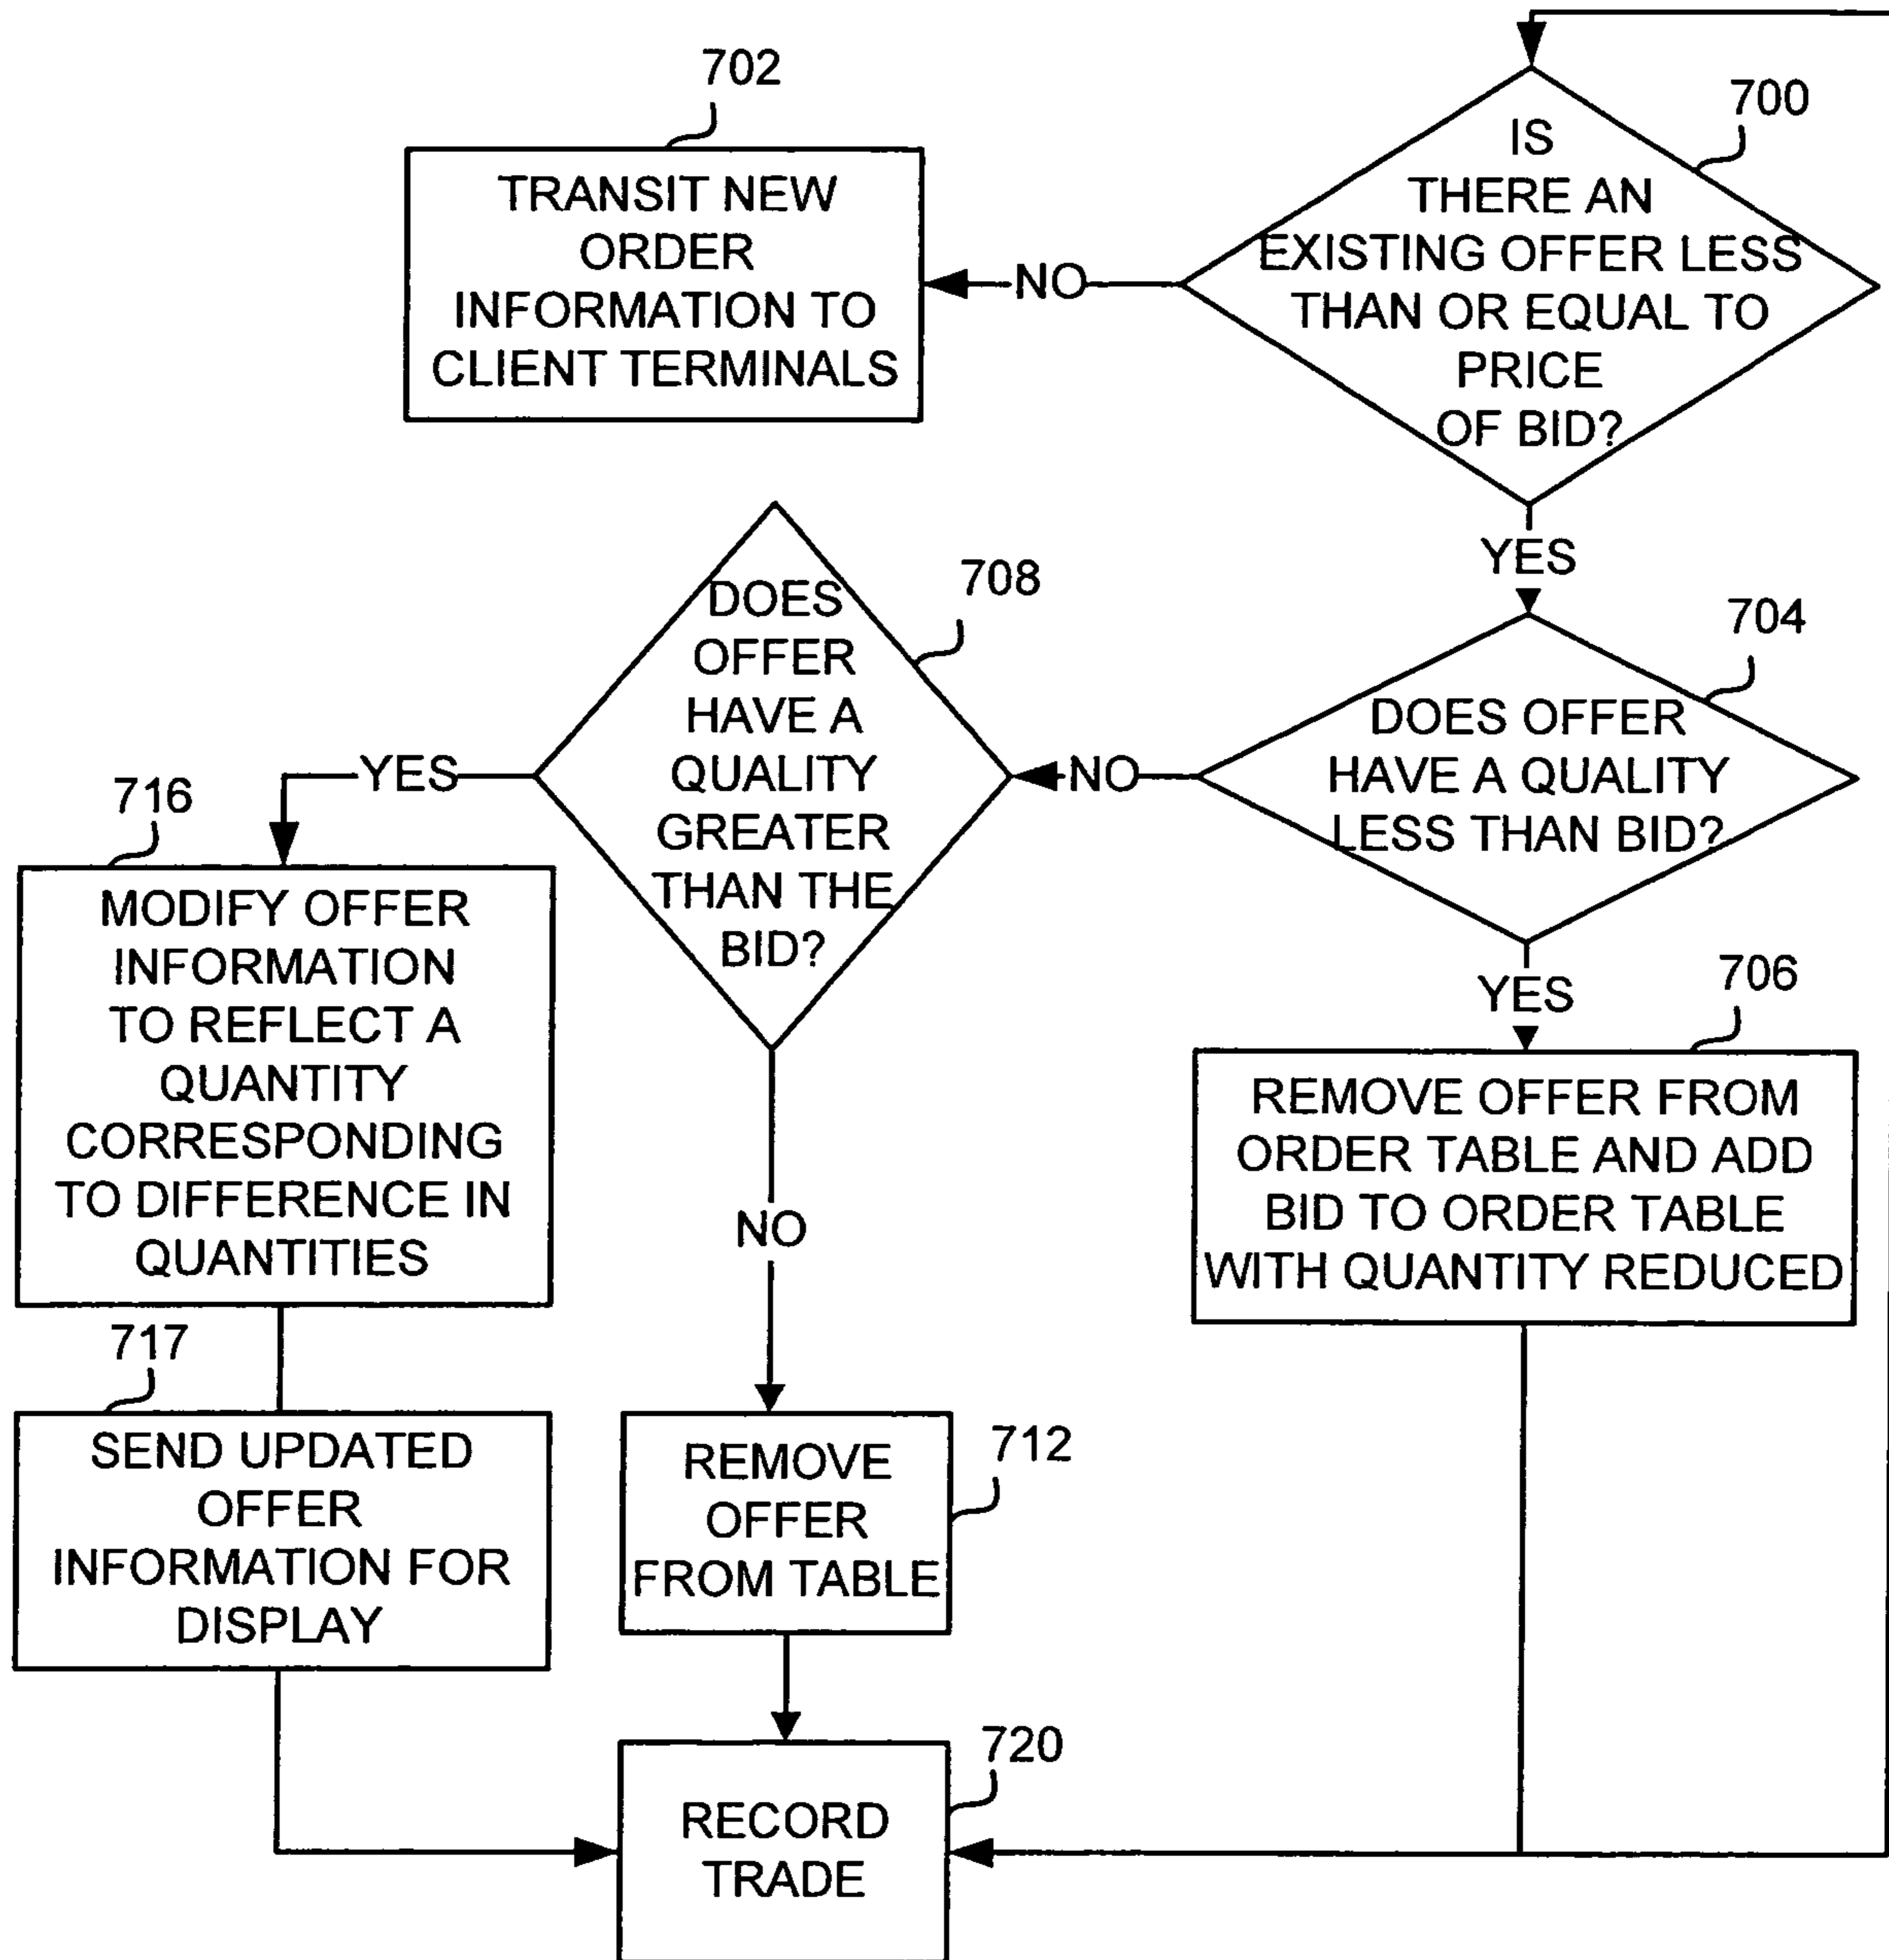 702
TRANSIT NEW
ORDER
INFORMATION TO
CLIENT TERMINALS
700
IS
THERE AN
EXISTING OFFER LESS
THAN OR EQUAL TO
PRICE
OF BID?
NO
YES
708
DOES
OFFER
HAVE A
QUALITY
GREATER
THAN THE
BID?
704
DOES OFFER
HAVE A QUALITY
LESS THAN BID?
NO
YES
YES
716
MODIFY OFFER
INFORMATION
TO REFLECT A
QUANTITY
CORRESPONDING
TO DIFFERENCE IN
QUANTITIES
706
REMOVE OFFER FROM
ORDER TABLE AND ADD
BID TO ORDER TABLE
WITH QUANTITY REDUCED
NO
717
SEND UPDATED
OFFER
INFORMATION FOR
DISPLAY
712
REMOVE
OFFER
FROM TABLE
720
RECORD
TRADE